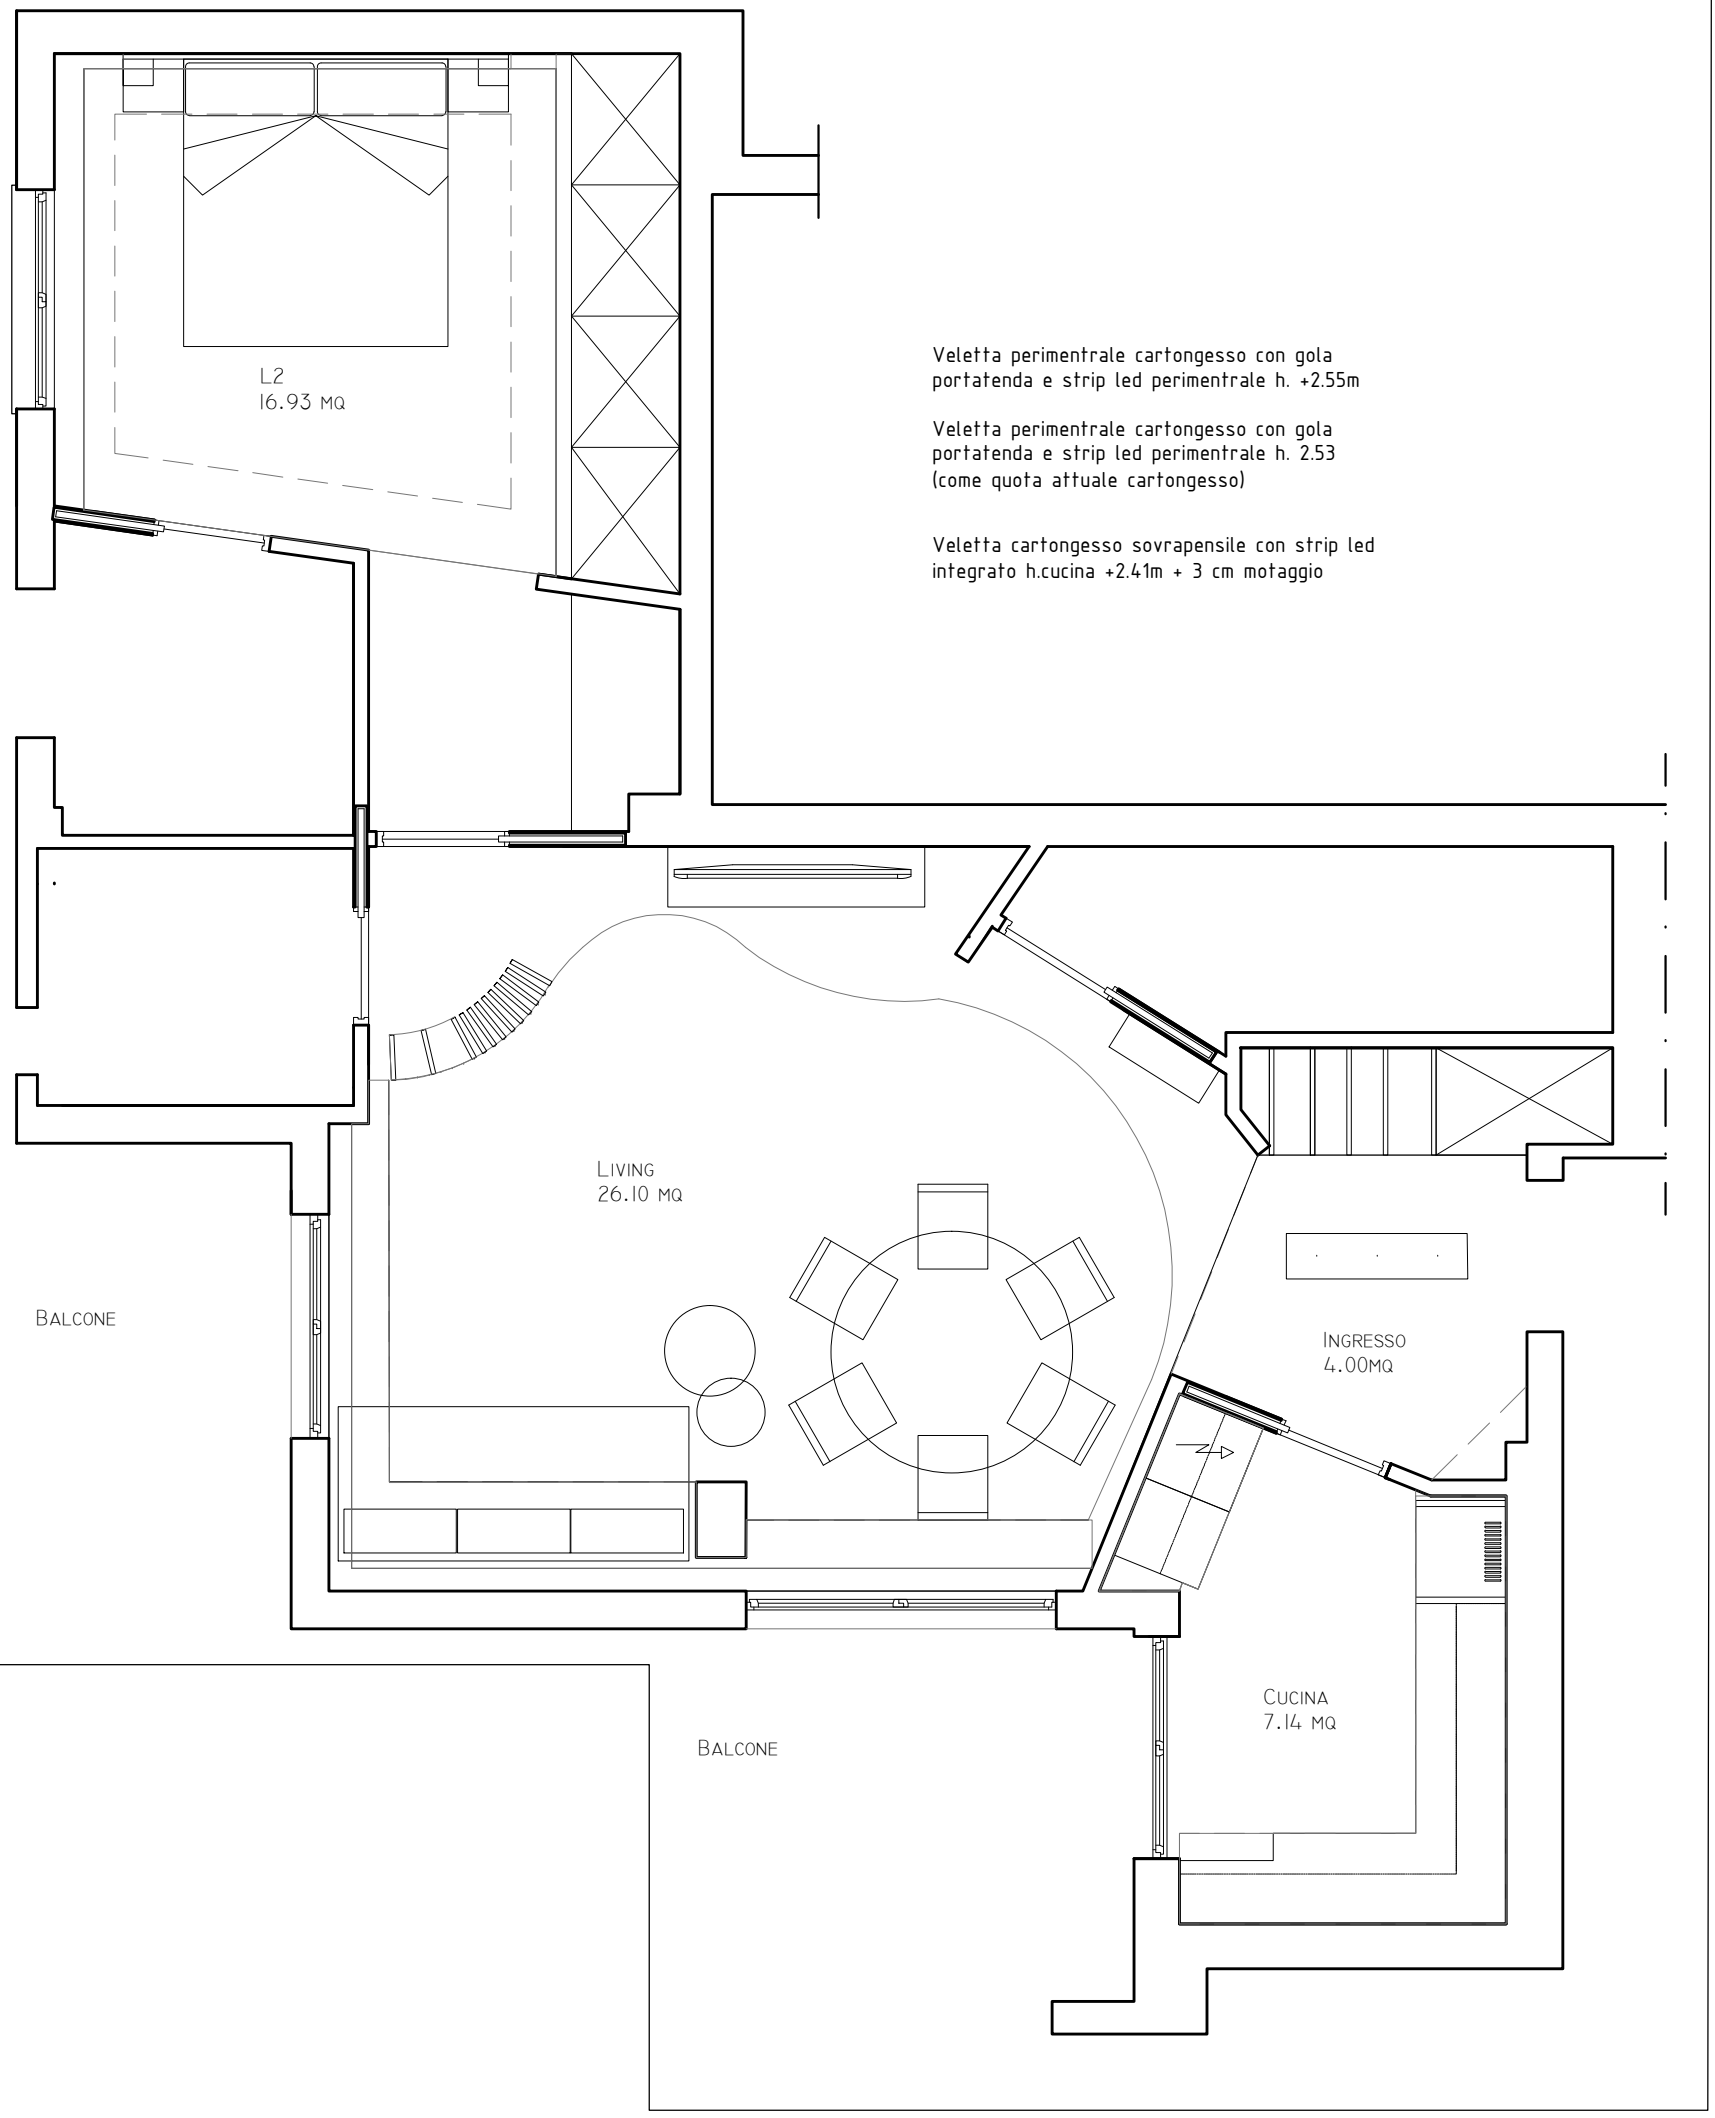 L2
16.93 MQ
Veletta perimentrale cartongesso con gola
portatenda e strip led perimentrale h. +2.55m
Veletta perimentrale cartongesso con gola
portatenda e strip led perimentrale h. 2.53
(come quota attuale cartongesso)
Veletta cartongesso sovrapensile con strip led
integrato h.cucina +2.41m + 3 cm motaggio
LIVING
26.10 MQ
BALCONE
INGRESSO
4.00MQ
CUCINA
7.14 MQ
BALCONE